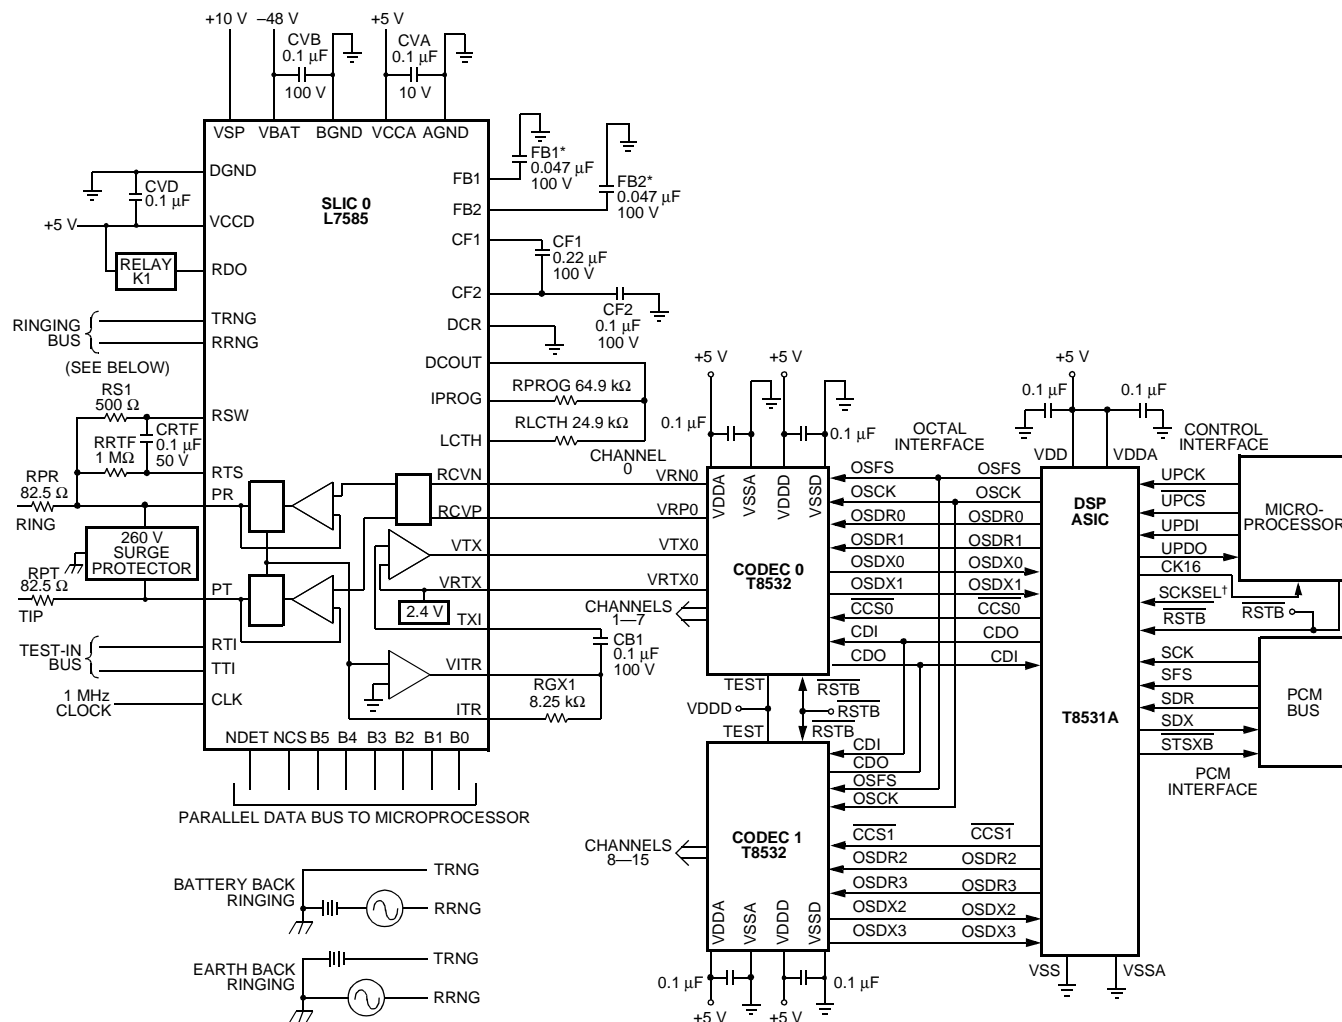 +10 V –48 V +5 V
CVB
0.1 µF
100 V
CVA
0.1 µF
10 V
VSP VBAT BGND VCCA AGND
DGND
CVD
0.1 µF
+5 V
VCCD
RELAY
K1
RDO
SLIC 0
L7585
FB1
FB1*
0.047 µF
100 V
FB2
FB2*
0.047 µF
100 V
CF1
CF1
0.22 µF
100 V
CF2
CF2
0.1 µF
100 V
DCR
RINGING
BUS
TRNG
RRNG
(SEE BELOW)
DCOUT
IPROG
RPROG 64.9 kΩ
LCTH
RLCTH 24.9 kΩ
RS1
500 Ω
RSW
CRTF
0.1 µF
50 V
RRTF
1 MΩ
RTS
RPR
82.5 Ω
RING
PR
260 V
SURGE
PROTECTOR
RPT
82.5 Ω
TIP
PT
TEST-IN
BUS
RTI
TTI
1 MHz
CLOCK
CLK
CHANNEL
0
RCVN
RCVP
VTX
VRTX
2.4 V
TXI
VITR
ITR
CB1
0.1 µF
100 V
RGX1
8.25 kΩ
NDET NCS B5 B4 B3 B2 B1 B0
PARALLEL DATA BUS TO MICROPROCESSOR
VRN0
VRP0
VTX0
VRTX0
CHANNELS
1—7
+5 V +5 V
0.1 µF 0.1 µF
VDDA VSSA VDDD VSSD
CODEC 0
T8532
OCTAL
INTERFACE
OSFS OSFS
OSCK OSCK
OSDR0 OSDR0
OSDR1 OSDR1
OSDX0 OSDX0
OSDX1 OSDX1
CCS0 CCS0
CDI CDO
CDO CDI
TEST
VDDD
TEST
RSTB
RSTB
RSTB
CDI
CDO
OSFS
OSCK
CODEC 1
T8532
CHANNELS
8—15
CCS1 CCS1
OSDR2 OSDR2
OSDR3 OSDR3
OSDX2 OSDX2
OSDX3 OSDX3
VDDA VSSA VDDD VSSD
0.1 µF 0.1 µF
+5 V +5 V
+5 V
0.1 µF 0.1 µF
VDD VDDA
DSP
ASIC
T8531A
VSS VSSA
CONTROL
INTERFACE
UPCK
UPCS
UPDI
UPDO
CK16
SCKSEL†
RSTB
RSTB
MICRO-
PROCESSOR
SCK
SFS
SDR
SDX
STSXB
PCM
BUS
PCM
INTERFACE
BATTERY BACK
RINGING
TRNG
RRNG
EARTH BACK
RINGING
TRNG
RRNG